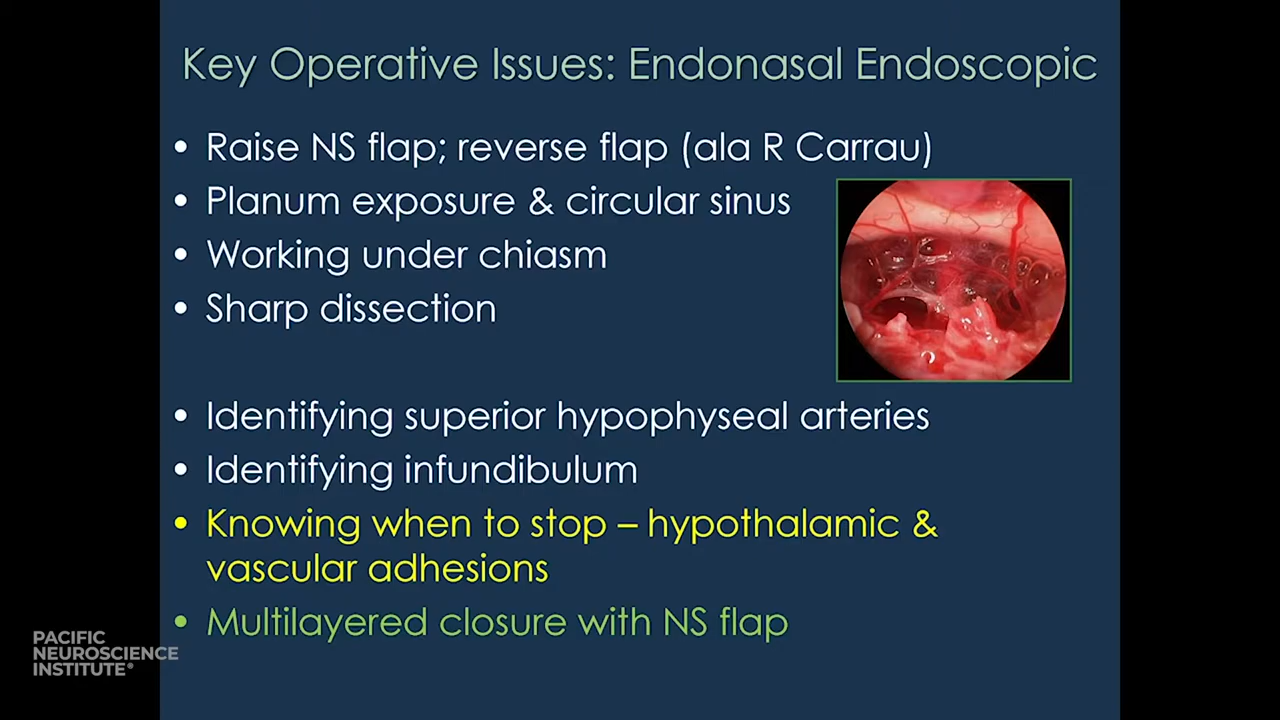 Key Operative Issues: Endonasal Endoscopic
• Raise NS flap; reverse flap (ala R Carrau)
• Planum exposure & circular sinus
• Working under chiasm
• Sharp dissection
• Identifying superior hypophyseal arteries
• Identifying infundibulum
• Knowing when to stop – hypothalamic &
vascular adhesions
• Multilayered closure with NS flap
PACIFIC
NEUROSCIENCE
INSTITUTE®